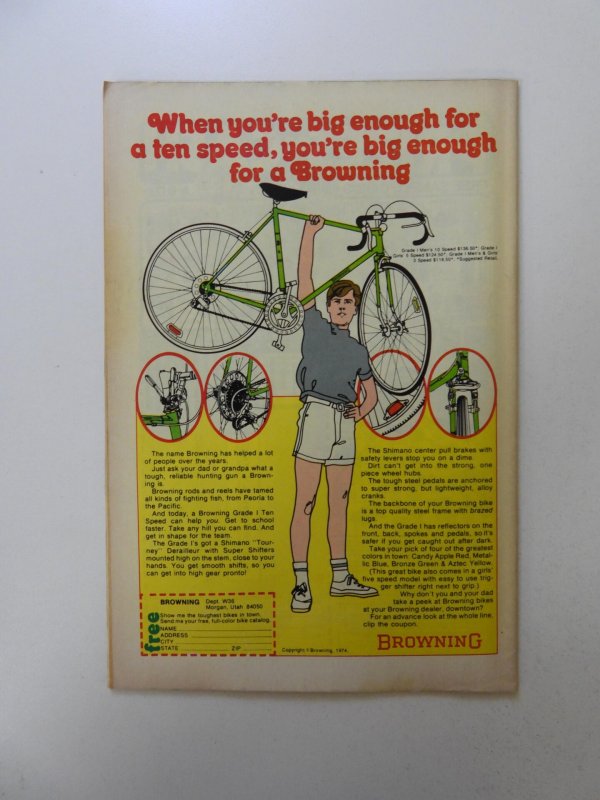 When you're big enough for
a ten speed, you're big enough
for a Browning
Grade I Men's 10 Speed $136.50*, Grade I
Girls' 5 Speed $124.50*, Grade I Men's & Girls'
3 Speed $114.50*. *Suggested Retail.
The name Browning has helped a lot
of people over the years.
Just ask your dad or grandpa what a
tough, reliable hunting gun a Brown-
ing is.
Browning rods and reels have tamed
all kinds of fighting fish, from Peoria to
the Pacific.
And today, a Browning Grade I Ten
Speed can help you. Get to school
faster. Take any hill you can find. And
get in shape for the team.
The Grade I's got a Shimano "Tour-
ney" Derailleur with Super Shifters
mounted high on the stem, close to your
hands. You get smooth shifts, so you
can get into high gear pronto!
The Shimano center pull brakes with
safety levers stop you on a dime.
Dirt can't get into the strong, one
piece wheel hubs.
The tough steel pedals are anchored
to super strong, but lightweight, alloy
cranks.
The backbone of your Browning bike
is a top quality steel frame with brazed
lugs.
And the Grade I has reflectors on the
front, back, spokes and pedals, so it's
safer if you get caught out after dark.
Take your pick of four of the greatest
colors in town: Candy Apple Red, Metal-
lic Blue, Bronze Green & Aztec Yellow.
(This great bike also comes in a girls'
five speed model with easy to use trig-
ger shifter right next to grip.)
Why don't you and your dad
take a peek at Browning bikes
at your Browning dealer, downtown?
For an advance look at the whole line,
clip the coupon.
BROWNING Dept. W36
Morgan, Utah 84050
free
Show me the toughest bikes in town.
Send me your free, full-color bike catalog.
NAME
ADDRESS
CITY
STATE ZIP
Copyright © Browning, 1974.
BROWNING